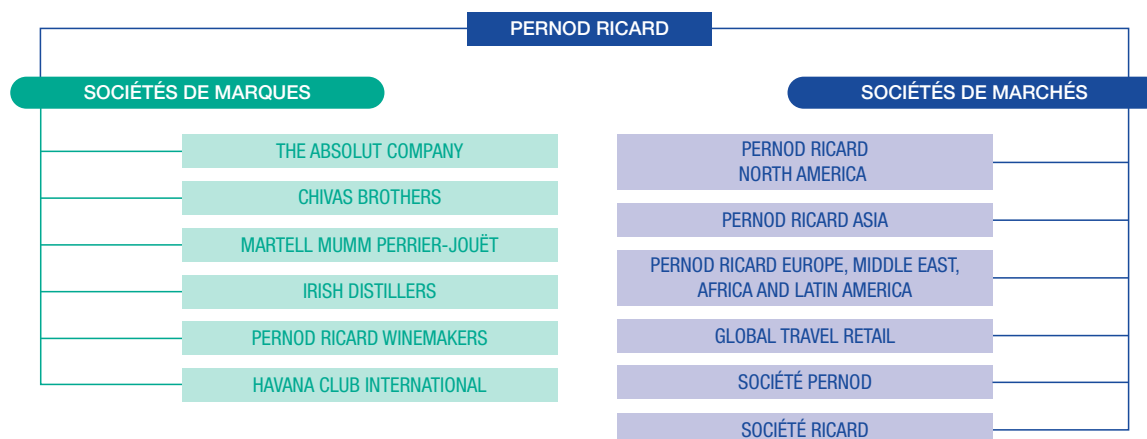 PERNOD RICARD
SOCIÉTÉS DE MARQUES
THE ABSOLUT COMPANY
CHIVAS BROTHERS
MARTELL MUMM PERRIER-JOUËT
IRISH DISTILLERS
PERNOD RICARD WINEMAKERS
HAVANA CLUB INTERNATIONAL
SOCIÉTÉS DE MARCHÉS
PERNOD RICARD
NORTH AMERICA
PERNOD RICARD ASIA
PERNOD RICARD EUROPE, MIDDLE EAST,
AFRICA AND LATIN AMERICA
GLOBAL TRAVEL RETAIL
SOCIÉTÉ PERNOD
SOCIÉTÉ RICARD